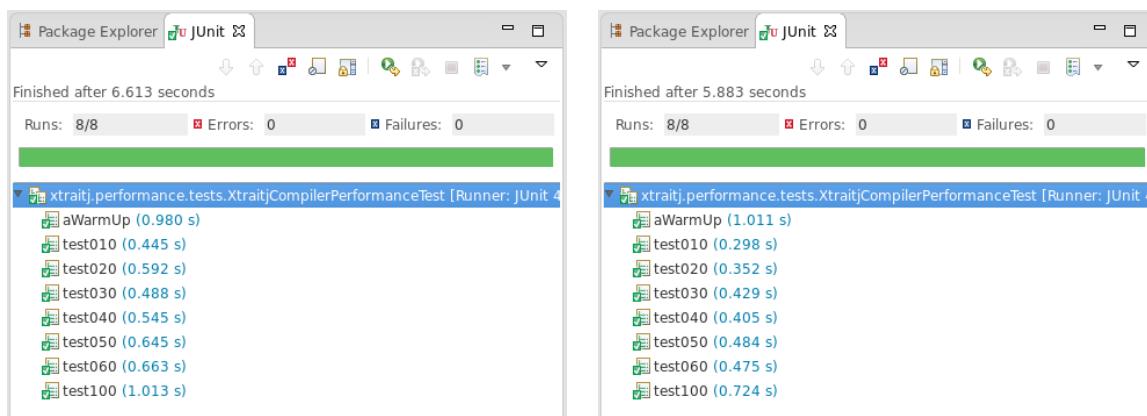 Package Explorer JUnit
Finished after 6.613 seconds
Runs: 8/8 Errors: 0 Failures: 0
xtraitj.performance.tests.XtraitjCompilerPerformanceTest [Runner: JUnit 4
aWarmUp (0.980 s)
test010 (0.445 s)
test020 (0.592 s)
test030 (0.488 s)
test040 (0.545 s)
test050 (0.645 s)
test060 (0.663 s)
test100 (1.013 s)
Package Explorer JUnit
Finished after 5.883 seconds
Runs: 8/8 Errors: 0 Failures: 0
xtraitj.performance.tests.XtraitjCompilerPerformanceTest [Runner: JUnit 4
aWarmUp (1.011 s)
test010 (0.298 s)
test020 (0.352 s)
test030 (0.429 s)
test040 (0.405 s)
test050 (0.484 s)
test060 (0.475 s)
test100 (0.724 s)